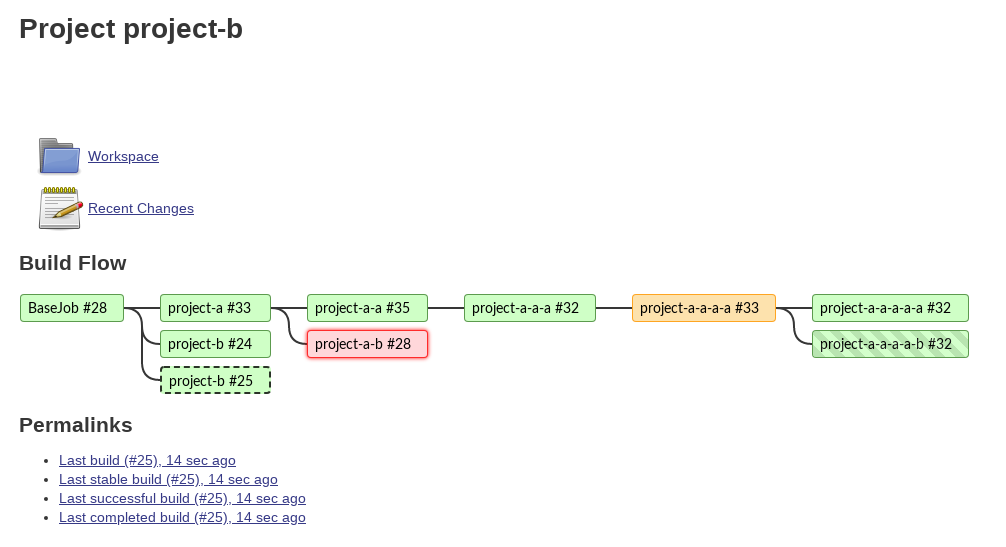 Project project-b
Workspace
Recent Changes
Build Flow
BaseJob #28 project-a #33 project-a-a #35 project-a-a-a #32 project-a-a-a-a #33 project-a-a-a-a-a #32
project-b #24 project-a-b #28 project-a-a-a-a-b #32
project-b #25
Permalinks
Last build (#25), 14 sec ago
Last stable build (#25), 14 sec ago
Last successful build (#25), 14 sec ago
Last completed build (#25), 14 sec ago